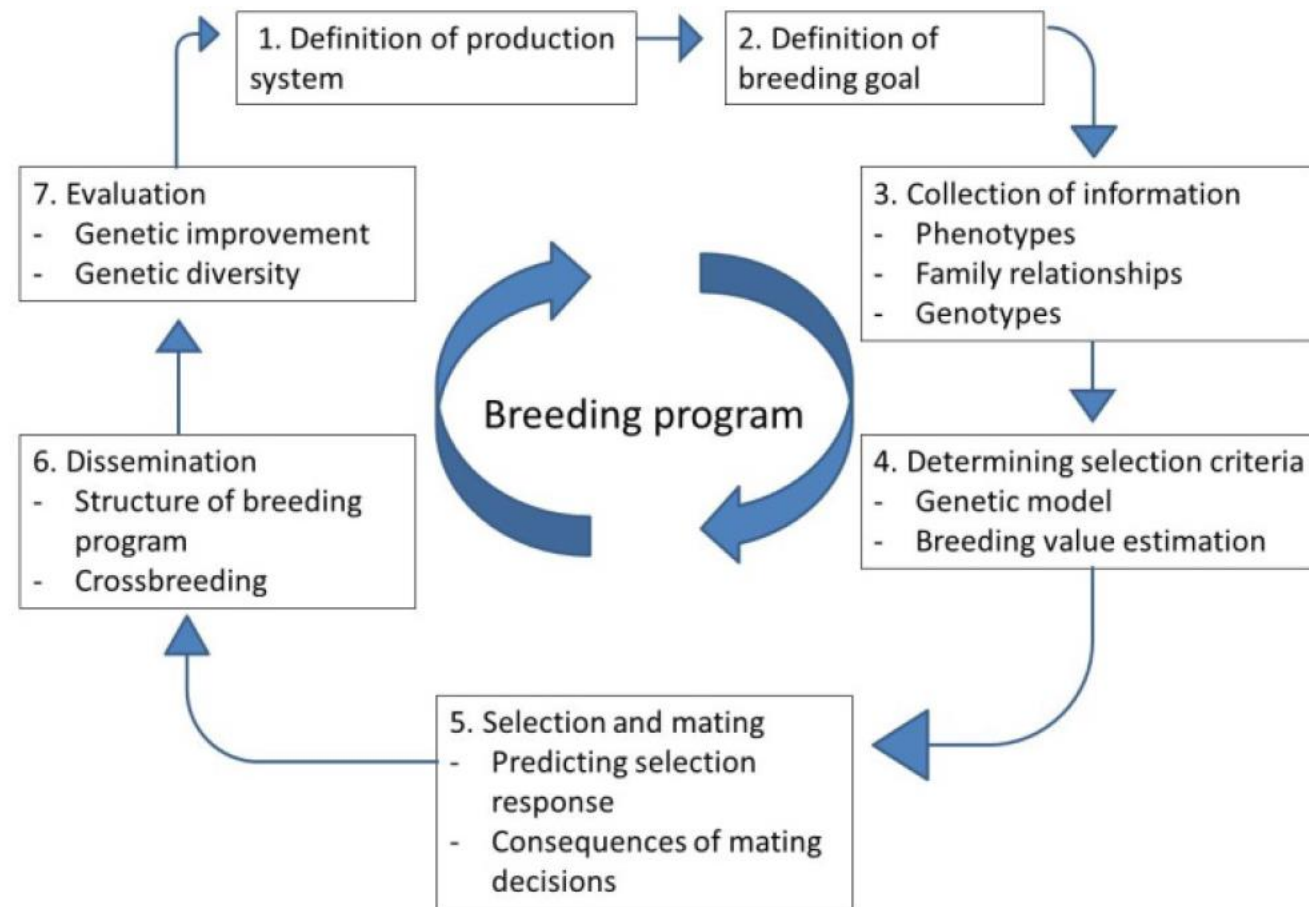 1. Definition of production
system
2. Definition of
breeding goal
3. Collection of information
- Phenotypes
- Family relationships
- Genotypes
4. Determining selection criteria
- Genetic model
- Breeding value estimation
5. Selection and mating
- Predicting selection
response
- Consequences of mating
decisions
6. Dissemination
- Structure of breeding
program
- Crossbreeding
7. Evaluation
- Genetic improvement
- Genetic diversity
Breeding program